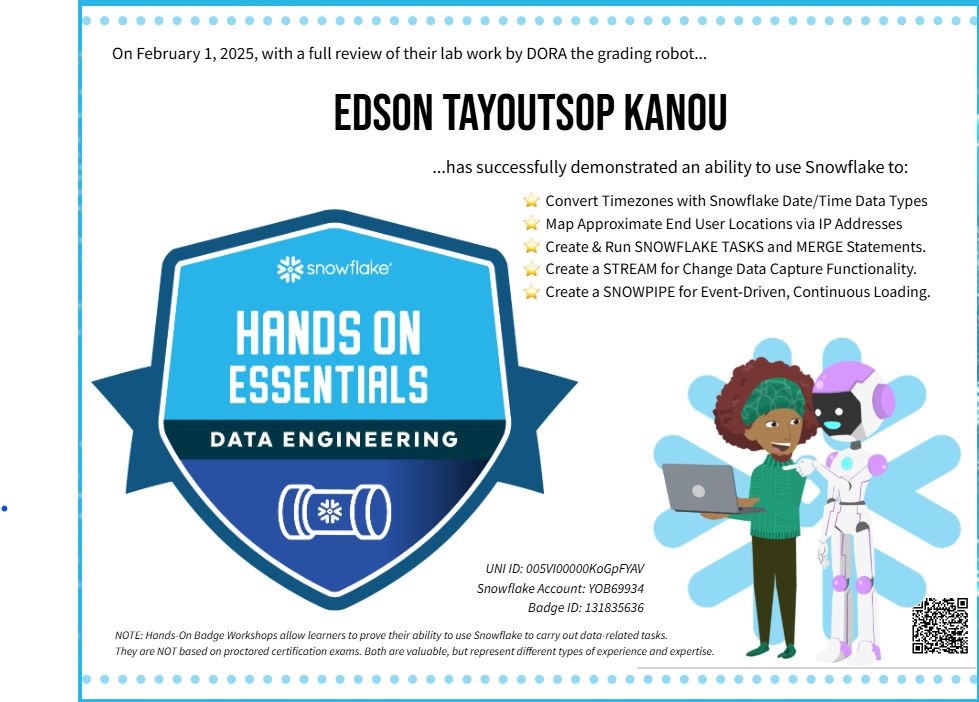 On February 1, 2025, with a full review of their lab work by DORA the grading robot...
EDSON TAYOUTSOP KANOU
...has successfully demonstrated an ability to use Snowflake to:
Convert Timezones with Snowflake Date/Time Data Types
Map Approximate End User Locations via IP Addresses
Create & Run SNOWFLAKE TASKS and MERGE Statements.
Create a STREAM for Change Data Capture Functionality.
Create a SNOWPIPE for Event-Driven, Continuous Loading.
snowflake®
HANDS ON
ESSENTIALS
DATA ENGINEERING
UNI ID: 005VI00000KoGpFYAV
Snowflake Account: YOB69934
Badge ID: 131835636
NOTE: Hands-On Badge Workshops allow learners to prove their ability to use Snowflake to carry out data-related tasks.
They are NOT based on proctored certification exams. Both are valuable, but represent different types of experience and expertise.